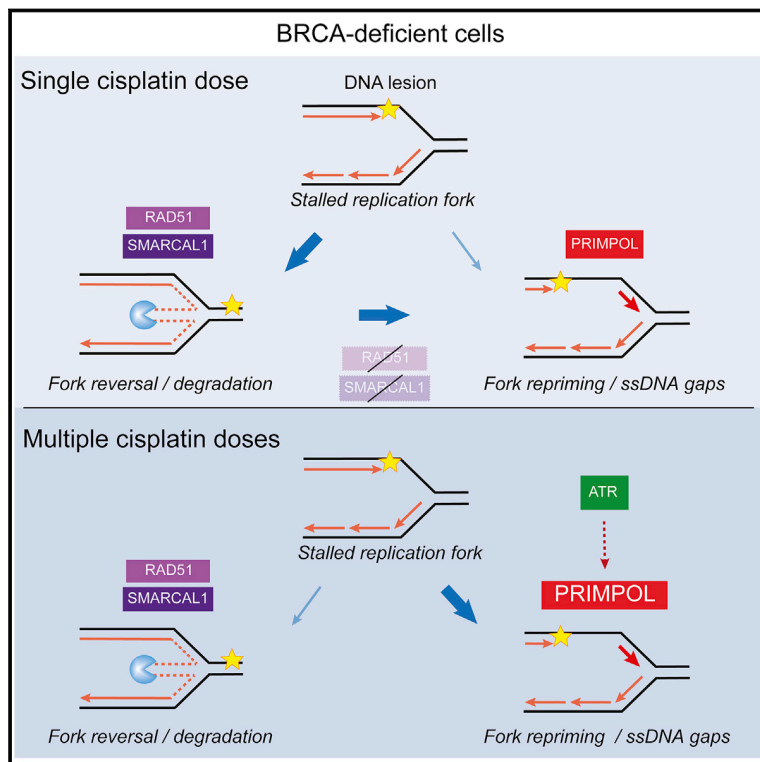 BRCA-deficient cells
Single cisplatin dose
DNA lesion
Stalled replication fork
RAD51
SMARCAL1
PRIMPOL
Fork reversal / degradation
RAD51
SMARCAL1
Fork repriming / ssDNA gaps
Multiple cisplatin doses
Stalled replication fork
ATR
RAD51
SMARCAL1
PRIMPOL
Fork reversal / degradation
Fork repriming / ssDNA gaps